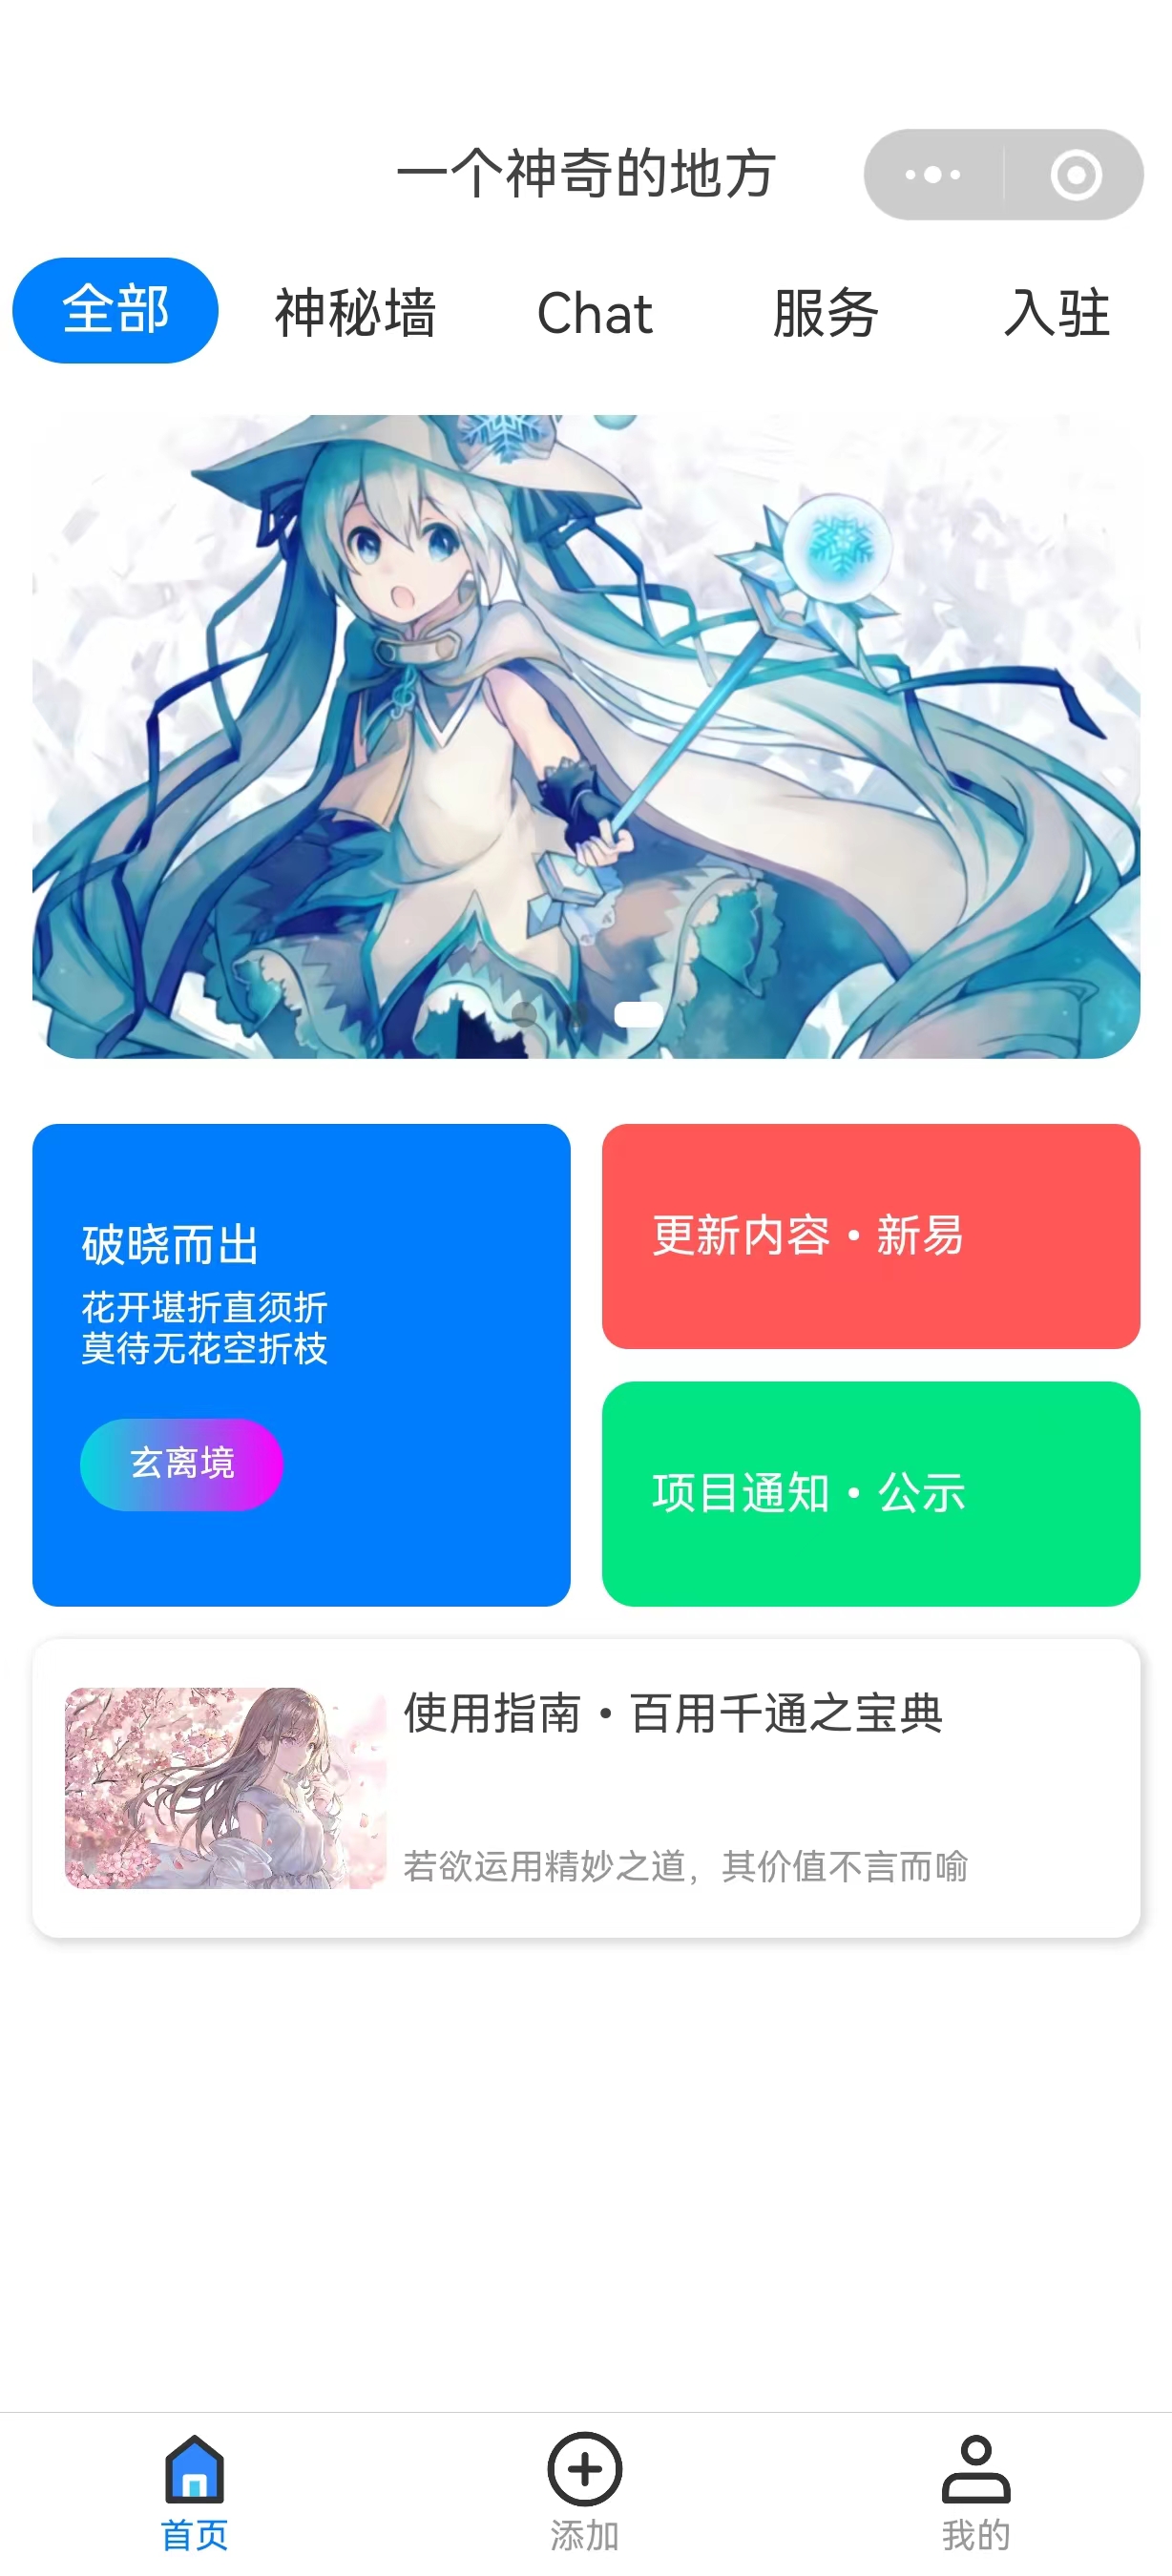 一个神奇的地方
全部 神秘墙 Chat 服务 入驻
破晓而出
花开堪折直须折
莫待无花空折枝
玄离境
更新内容•新易
项目通知•公示
使用指南•百用千通之宝典
若欲运用精妙之道，其价值不言而喻
首页 添加 我的